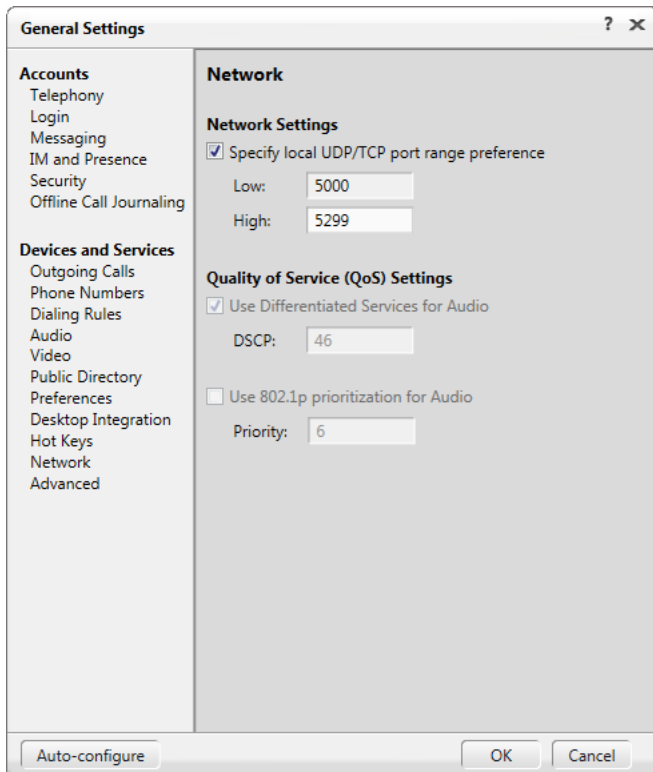 General Settings
? X
Accounts
Telephony
Login
Messaging
IM and Presence
Security
Offline Call Journaling
Devices and Services
Outgoing Calls
Phone Numbers
Dialing Rules
Audio
Video
Public Directory
Preferences
Desktop Integration
Hot Keys
Network
Advanced
Network
Network Settings
Specify local UDP/TCP port range preference
Low: 5000
High: 5299
Quality of Service (QoS) Settings
Use Differentiated Services for Audio
DSCP: 46
Use 802.1p prioritization for Audio
Priority: 6
Auto-configure
OK
Cancel